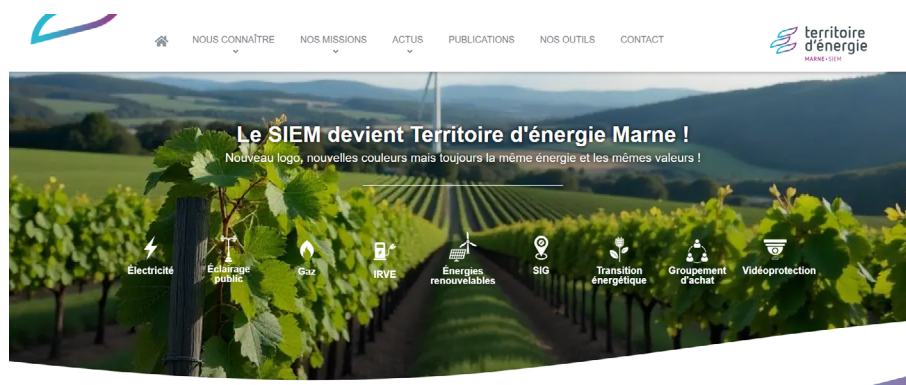 NOUS CONNAÎTRE
NOS MISSIONS
ACTUS
PUBLICATIONS
NOS OUTILS
CONTACT
territoire
d'énergie
MARNE • SIEM
Le SIEM devient Territoire d'énergie Marne !
Nouveau logo, nouvelles couleurs mais toujours la même énergie et les mêmes valeurs !
Électricité
Éclairage
public
Gaz
IRVE
Énergies
renouvelables
SIG
Transition
énergétique
Groupement
d'achat
Vidéoprotection